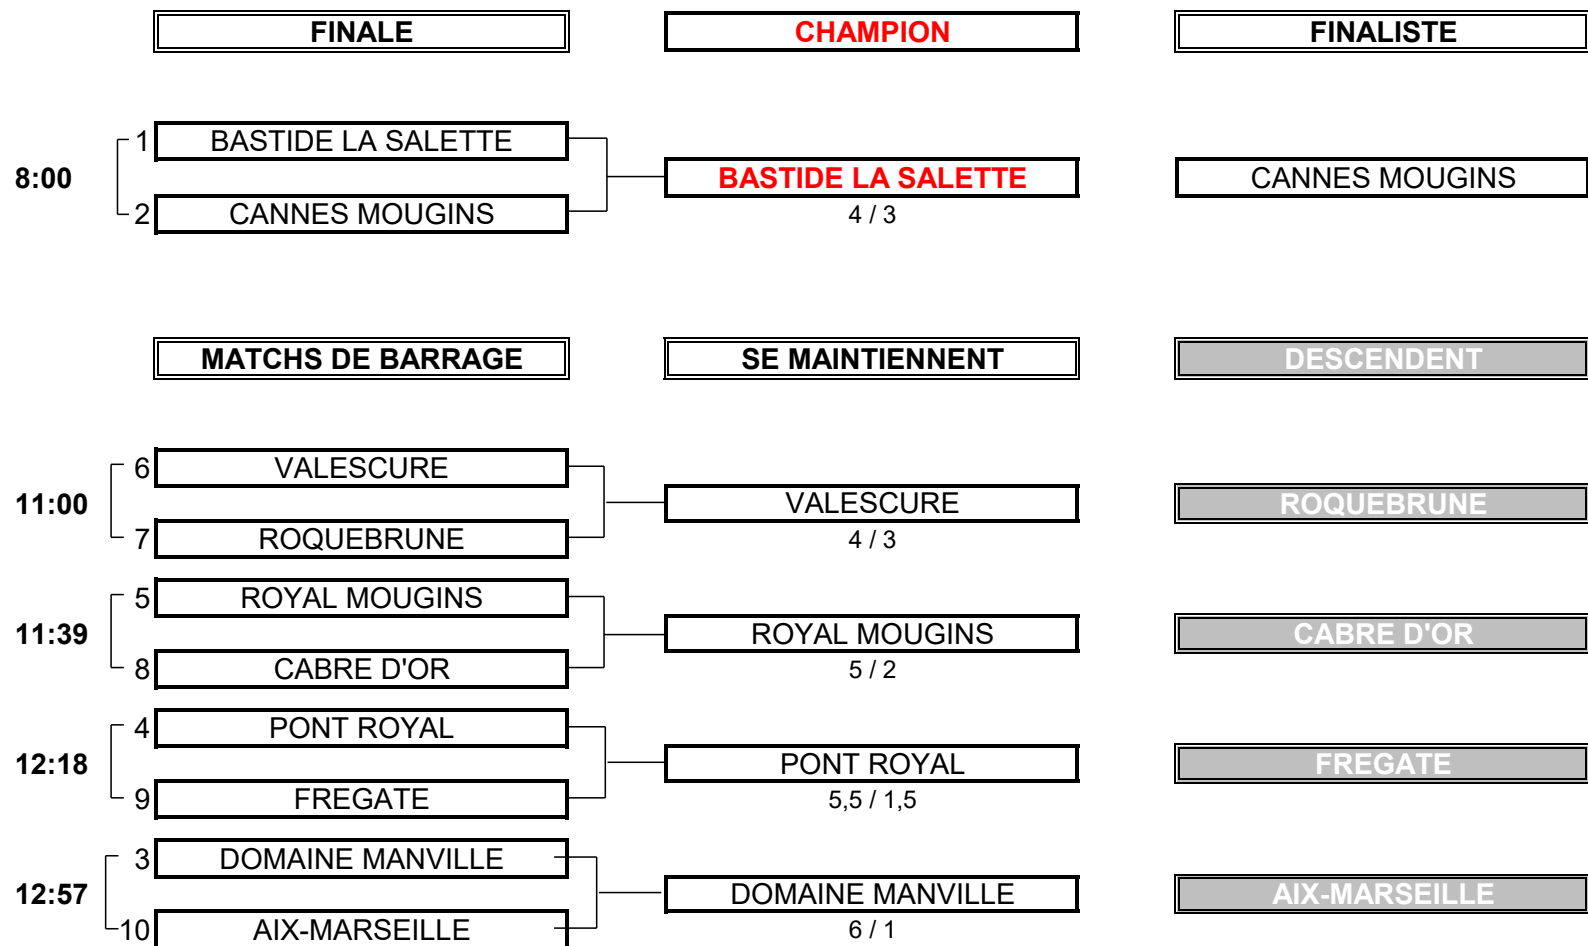 FINALE CHAMPION FINALISTE
1 BASTIDE LA SALETTE
8:00 BASTIDE LA SALETTE CANNES MOUGINS
2 CANNES MOUGINS 4 / 3
MATCHS DE BARRAGE SE MAINTIENNENT DESCENDENT
6 VALESCURE
11:00 VALESCURE ROQUEBRUNE
7 ROQUEBRUNE 4 / 3
5 ROYAL MOUGINS
11:39 ROYAL MOUGINS CABRE D'OR
8 CABRE D'OR 5 / 2
4 PONT ROYAL
12:18 PONT ROYAL FREGATE
9 FREGATE 5,5 / 1,5
3 DOMAINE MANVILLE
12:57 DOMAINE MANVILLE AIX-MARSEILLE
10 AIX-MARSEILLE 6 / 1